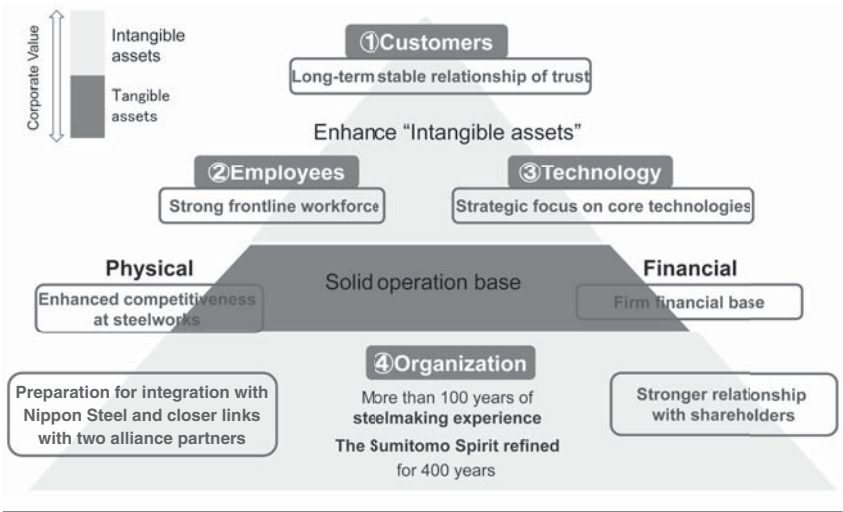 Corporate Value
Intangible
assets
Tangible
assets
①Customers
Long-term stable relationship of trust
Enhance “Intangible assets”
②Employees
Strong frontline workforce
③Technology
Strategic focus on core technologies
Physical
Enhanced competitiveness
at steelworks
Solid operation base
Financial
Firm financial base
④Organization
More than 100 years of
steelmaking experience
The Sumitomo Spirit refined
for 400 years
Preparation for integration with
Nippon Steel and closer links
with two alliance partners
Stronger relationship
with shareholders